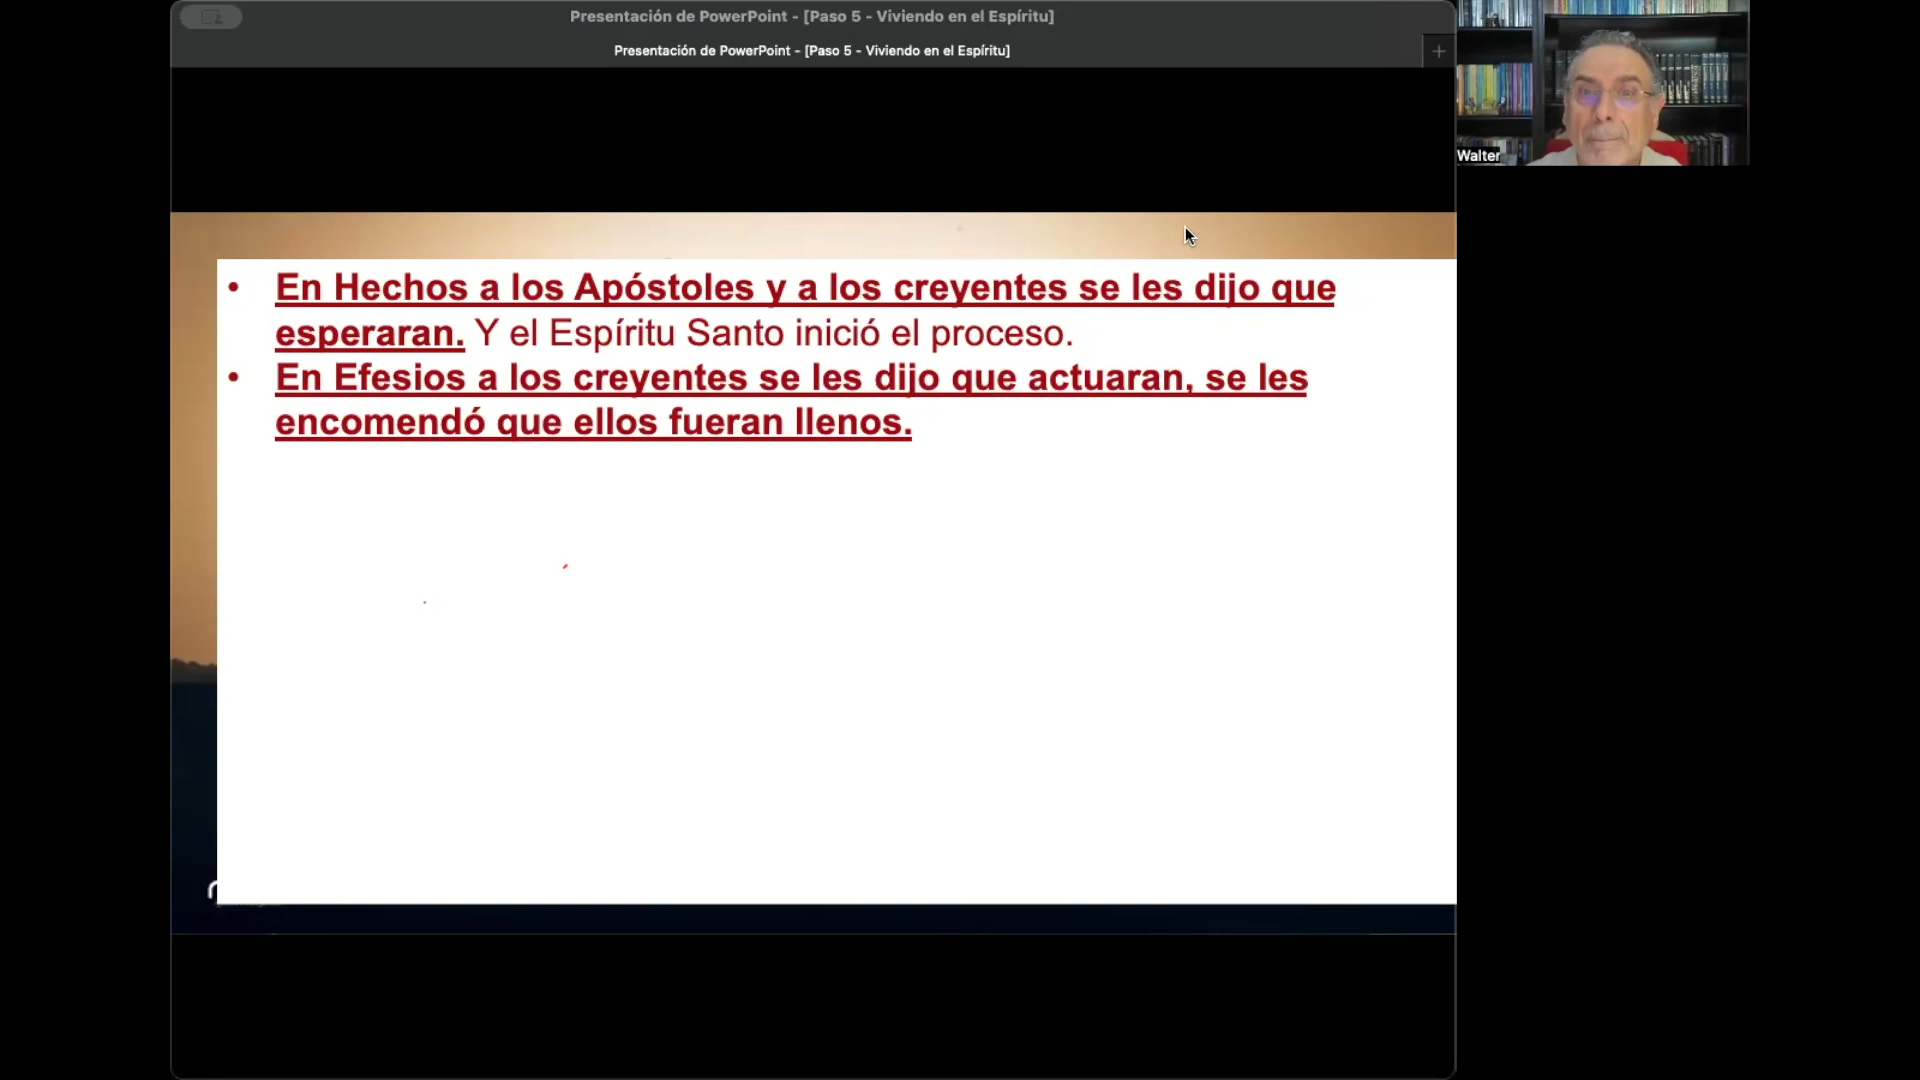 Presentación de PowerPoint - [Paso 5 - Viviendo en el Espíritu]
Presentación de PowerPoint - [Paso 5 - Viviendo en el Espíritu]
Walter
• En Hechos a los Apóstoles y a los creyentes se les dijo que
esperaran. Y el Espíritu Santo inició el proceso.
• En Efesios a los creyentes se les dijo que actuaran, se les
encomendó que ellos fueran llenos.